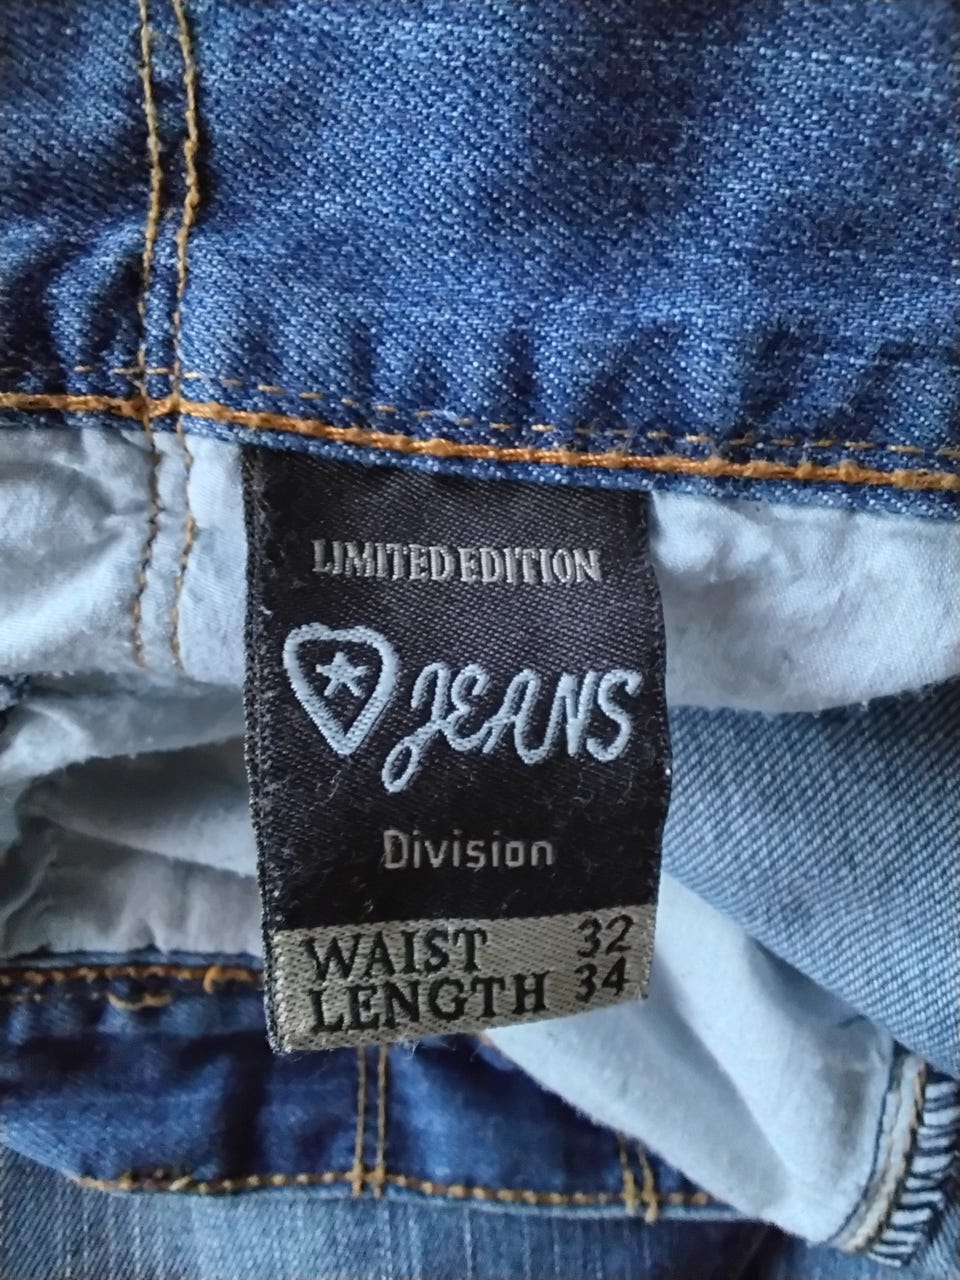 LIMITED EDITION
JEANS
Division
WAIST 32
LENGTH 34